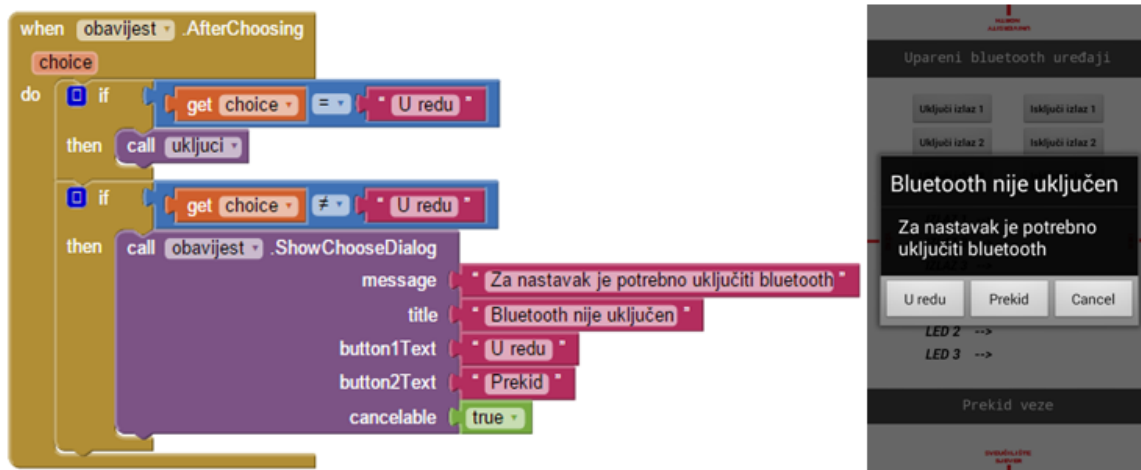 when obavijest .AfterChoosing
choice
do if get choice = " U redu "
then call ukljuci
if get choice ≠ " U redu "
then call obavijest .ShowChooseDialog
message " Za nastavak je potrebno uključiti bluetooth "
title " Bluetooth nije uključen "
button1Text " U redu "
button2Text " Prekid "
cancelable true
Upareni bluetooth uređaji
Uključi izlaz 1 Isključi izlaz 1
Uključi izlaz 2 Isključi izlaz 2
Bluetooth nije uključen
Za nastavak je potrebno
uključiti bluetooth
U redu Prekid Cancel
LED 2 -->
LED 3 -->
Prekid veze